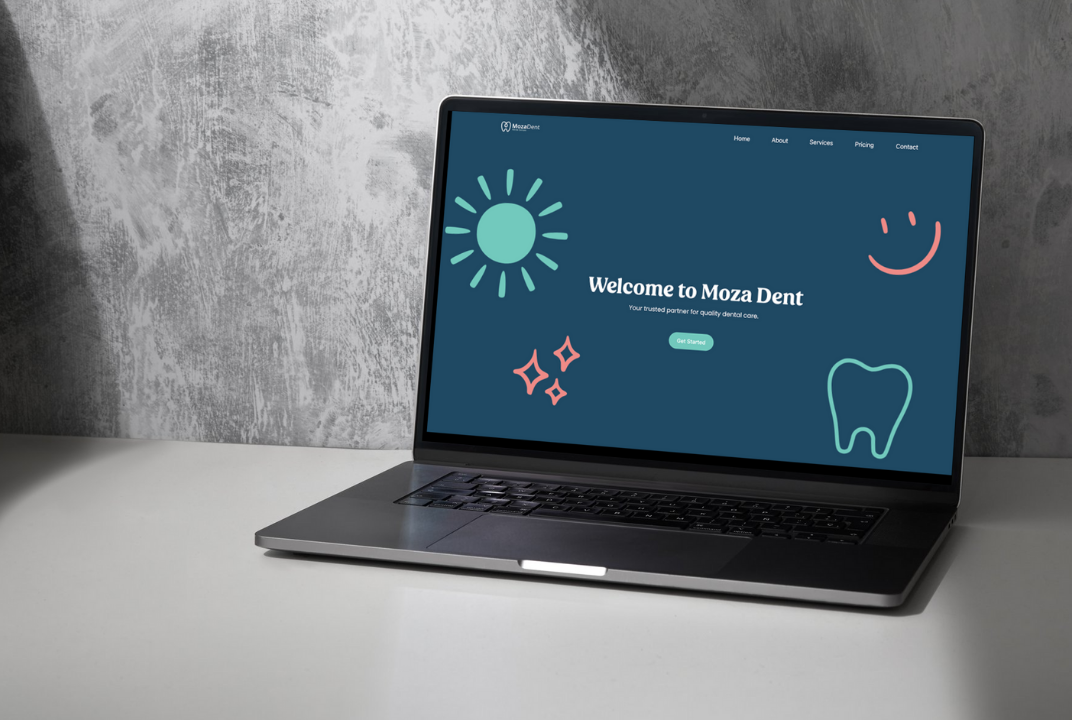 MozaDent
Home About Services Pricing Contact
Welcome to Moza Dent
Your trusted partner for quality dental care.
Get Started